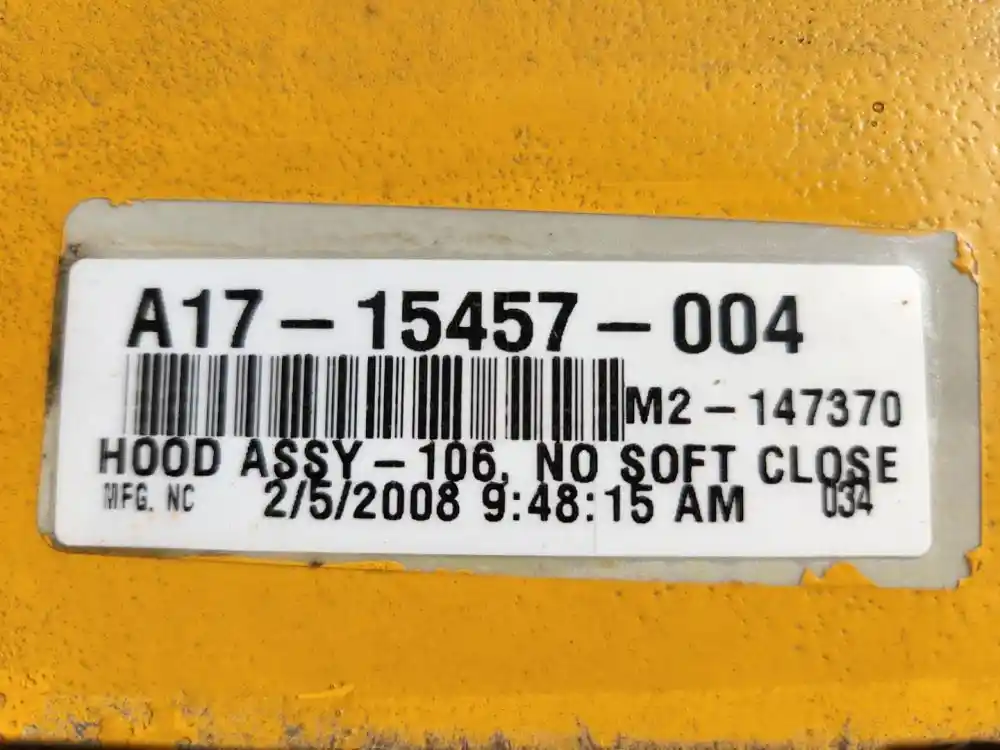 A17-15457-004
M2-147370
HOOD ASSY-106, NO SOFT CLOSE
MFG. NC 2/5/2008 9:48:15 AM 034